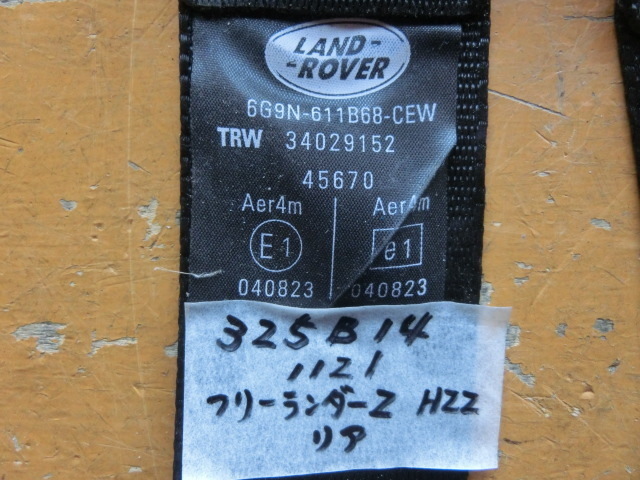 LAND-
-ROVER
6G9N-611B68-CEW
TRW 34029152
45670
Aer4m Aer4m
E1 e1
040823 040823
325B14
1121
フリーランダー2 H22
リア